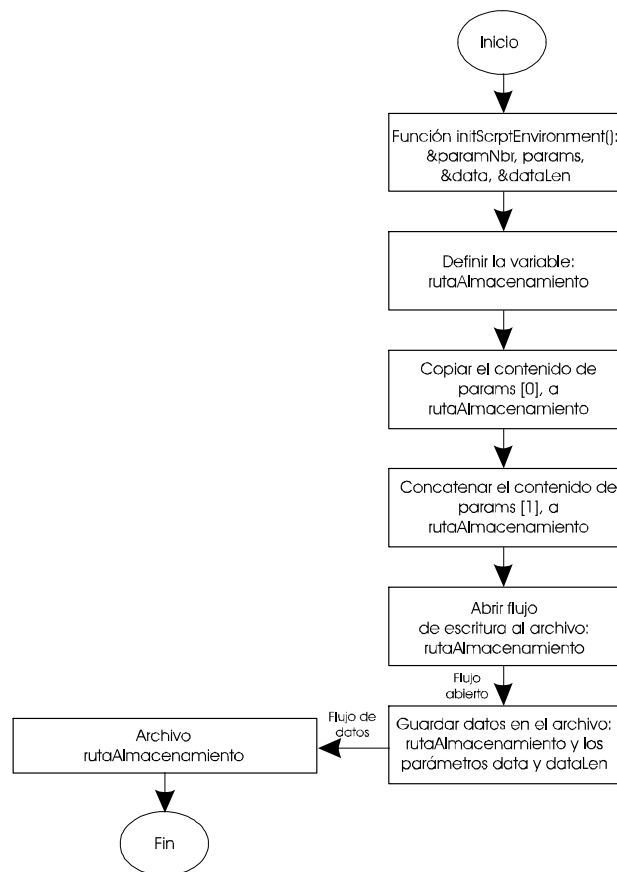 Inicio
Función initScrptEnvironment():
&paramNbr, params,
&data, &dataLen
Definir la variable:
rutaAlmacenamiento
Copiar el contenido de
params [0], a
rutaAlmacenamiento
Concatenar el contenido de
params [1], a
rutaAlmacenamiento
Abrir flujo
de escritura al archivo:
rutaAlmacenamiento
Flujo
abierto
Guardar datos en el archivo:
rutaAlmacenamiento y los
parámetros data y dataLen
Flujo de
datos
Archivo
rutaAlmacenamiento
Fin